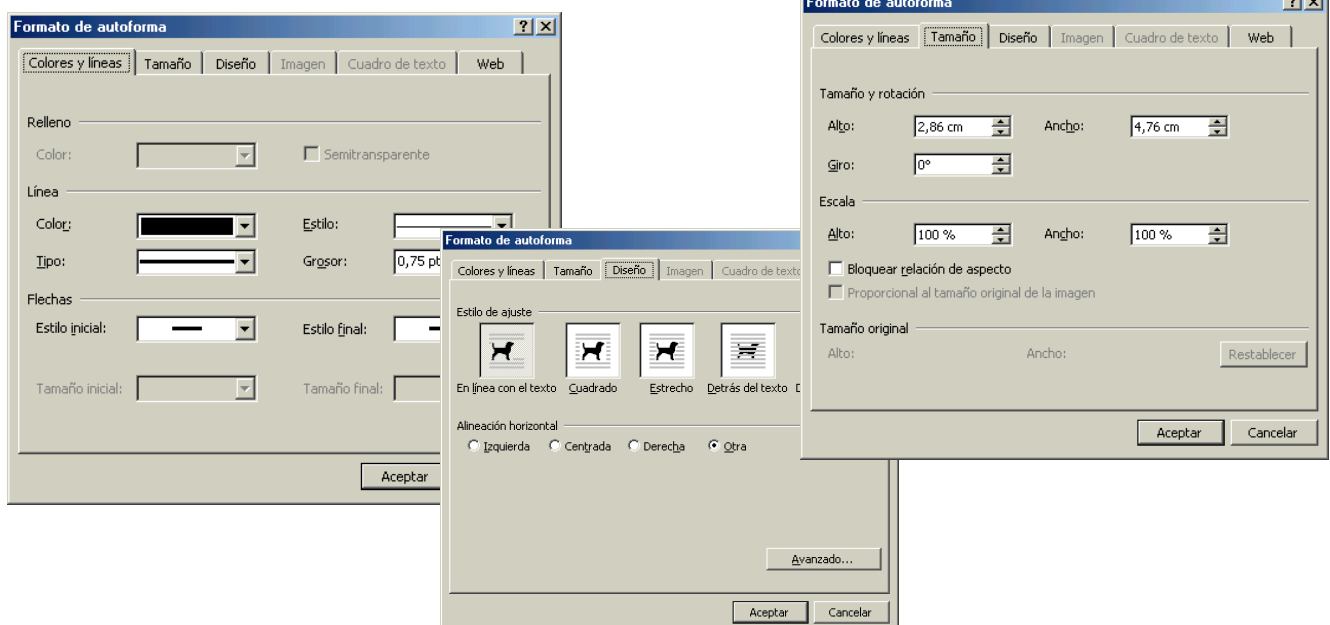 Formato de autoforma
Colores y líneas Tamaño Diseño Imagen Cuadro de texto Web
Relleno
Color: Semitransparente
Línea
Color: Estilo:
Tipo: Grosor: 0,75 pt
Flechas
Estilo inicial: Estilo final:
Tamaño inicial: Tamaño final:
Aceptar
Formato de autoforma
Colores y líneas Tamaño Diseño Imagen Cuadro de texto
Estilo de ajuste
En línea con el texto Cuadrado Estrecho Detrás del texto D
Alineación horizontal
Izquierda Centrada Derecha Otra
Avanzado...
Aceptar Cancelar
Formato de autoforma
Colores y líneas Tamaño Diseño Imagen Cuadro de texto Web
Tamaño y rotación
Alto: 2,86 cm Ancho: 4,76 cm
Giro: 0°
Escala
Alto: 100 % Ancho: 100 %
Bloquear relación de aspecto
Proporcional al tamaño original de la imagen
Tamaño original
Alto: Ancho: Restablecer
Aceptar Cancelar